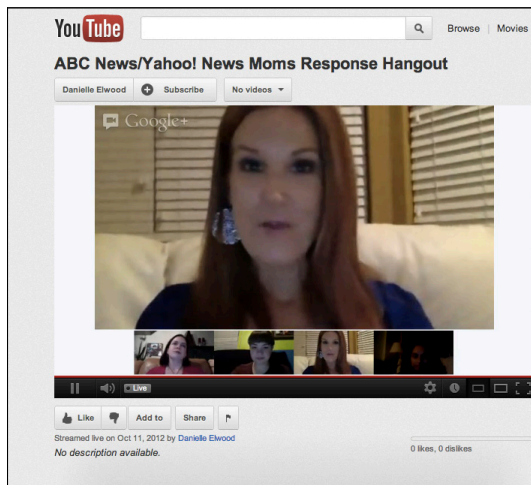 YouTube
Browse | Movies
ABC News/Yahoo! News Moms Response Hangout
Danielle Elwood
Subscribe
No videos
Google+
Live
Like
Add to
Share
Streamed live on Oct 11, 2012 by Danielle Elwood
0 likes, 0 dislikes
No description available.